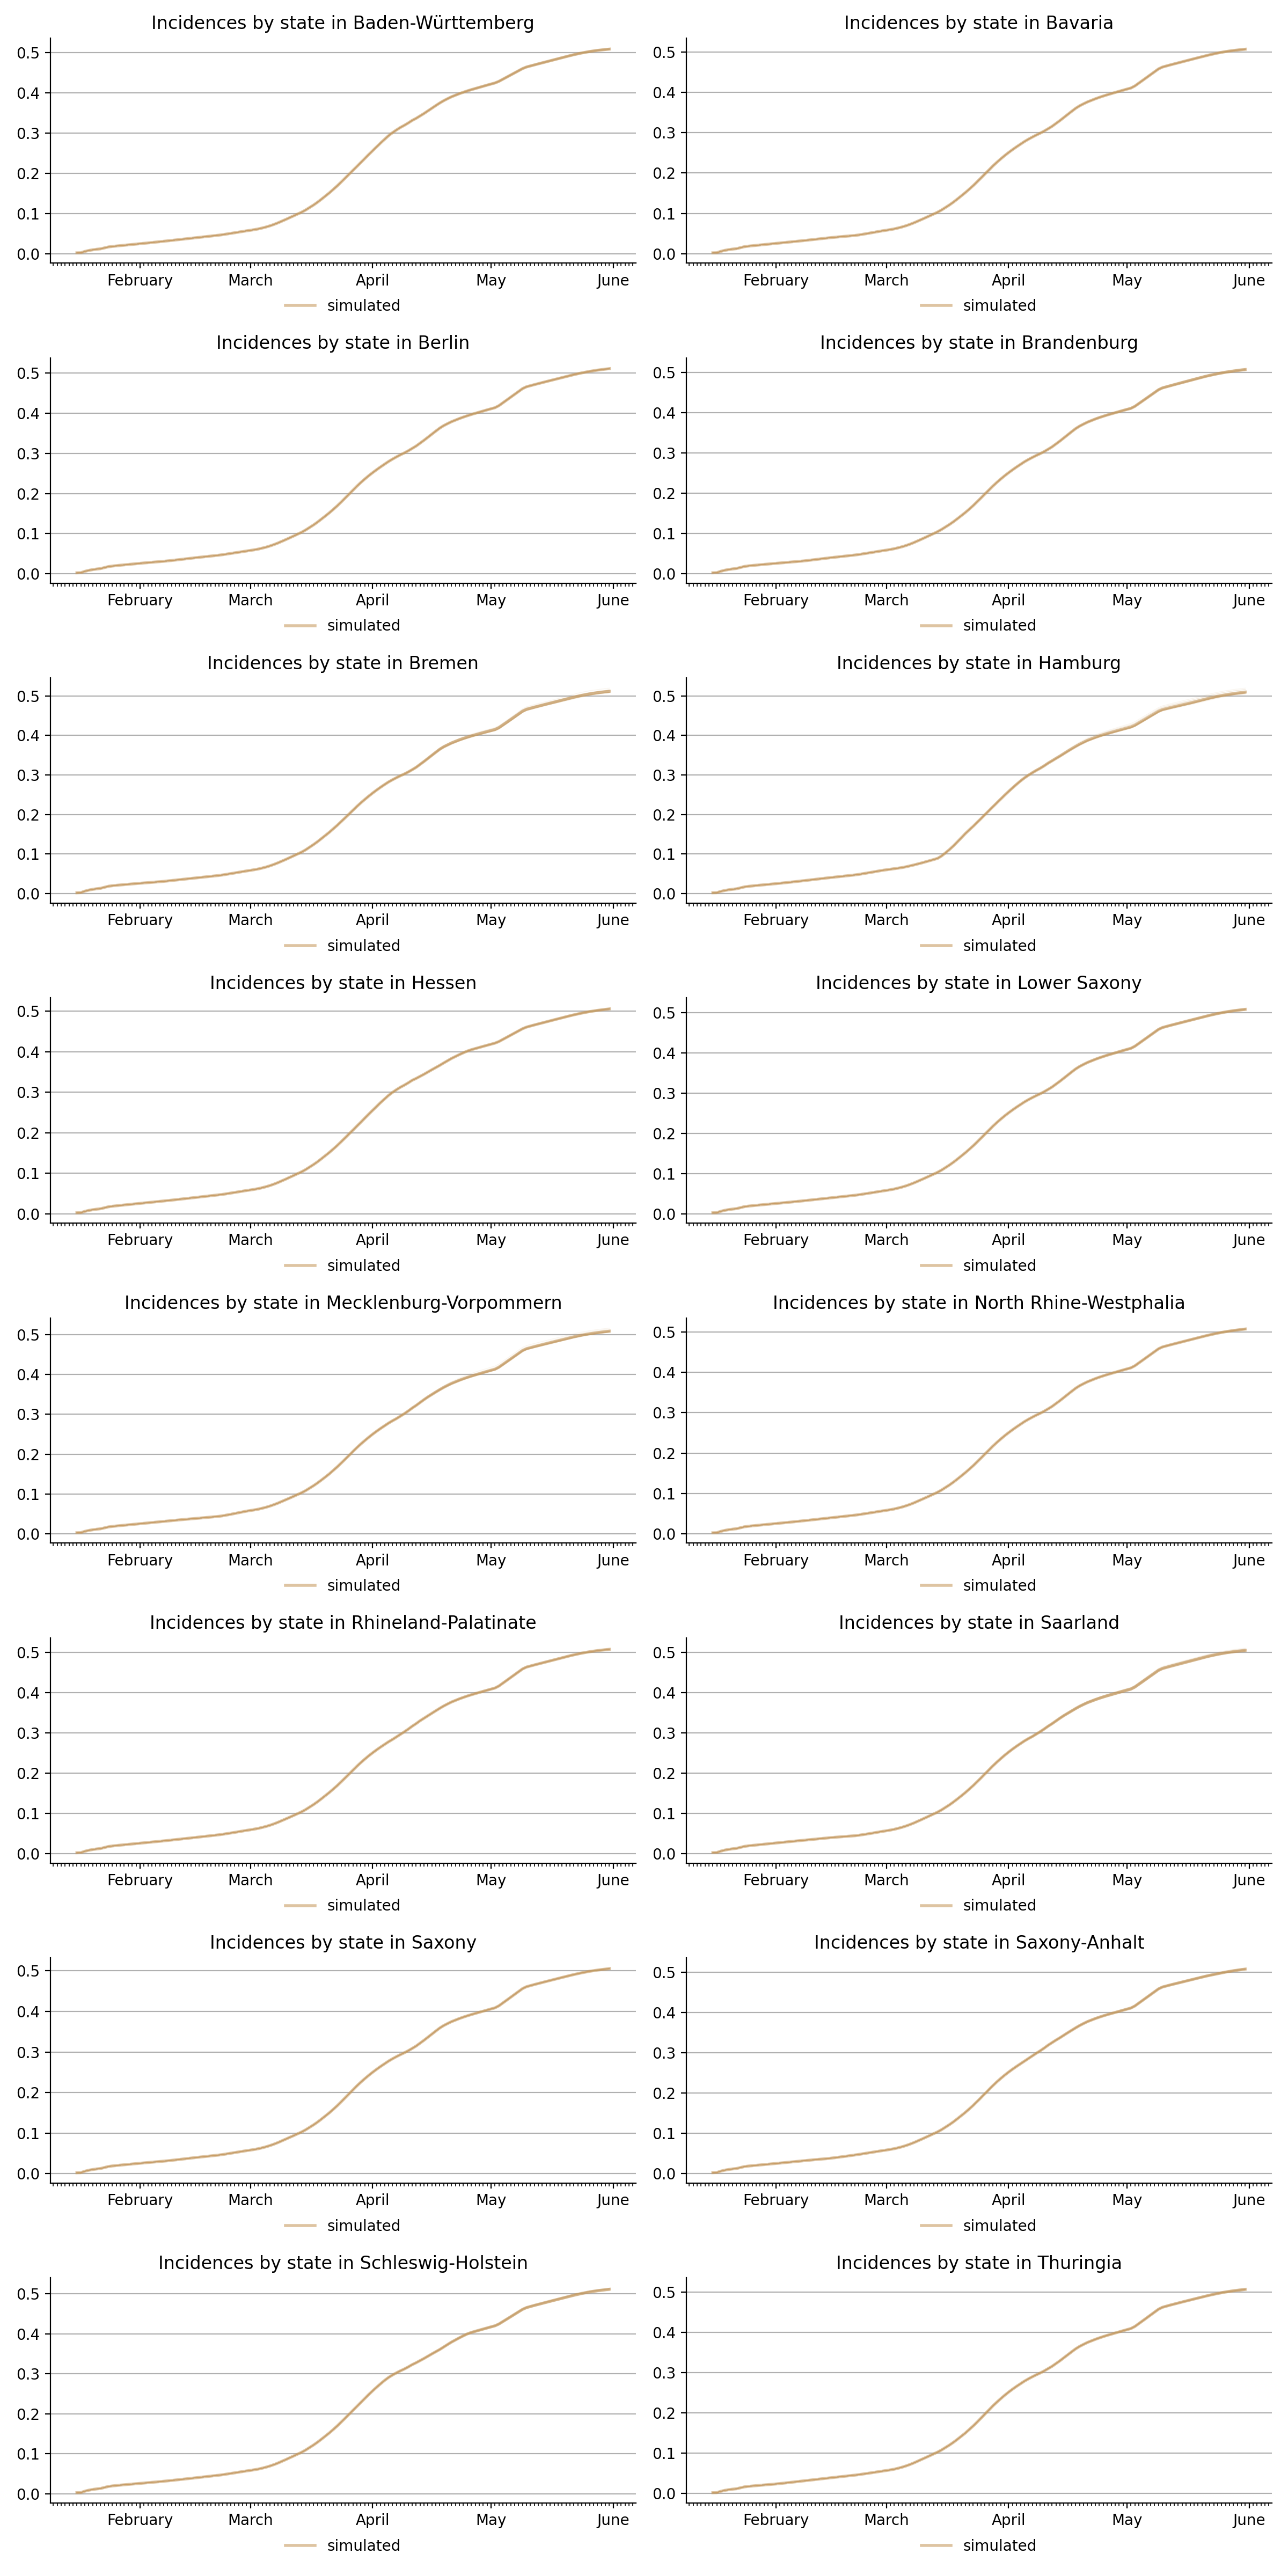 Incidences by state in Baden-Württemberg
0.5
0.4
0.3
0.2
0.1
0.0
February March April May June
simulated
Incidences by state in Bavaria
0.5
0.4
0.3
0.2
0.1
0.0
February March April May June
simulated
Incidences by state in Berlin
0.5
0.4
0.3
0.2
0.1
0.0
February March April May June
simulated
Incidences by state in Brandenburg
0.5
0.4
0.3
0.2
0.1
0.0
February March April May June
simulated
Incidences by state in Bremen
0.5
0.4
0.3
0.2
0.1
0.0
February March April May June
simulated
Incidences by state in Hamburg
0.5
0.4
0.3
0.2
0.1
0.0
February March April May June
simulated
Incidences by state in Hessen
0.5
0.4
0.3
0.2
0.1
0.0
February March April May June
simulated
Incidences by state in Lower Saxony
0.5
0.4
0.3
0.2
0.1
0.0
February March April May June
simulated
Incidences by state in Mecklenburg-Vorpommern
0.5
0.4
0.3
0.2
0.1
0.0
February March April May June
simulated
Incidences by state in North Rhine-Westphalia
0.5
0.4
0.3
0.2
0.1
0.0
February March April May June
simulated
Incidences by state in Rhineland-Palatinate
0.5
0.4
0.3
0.2
0.1
0.0
February March April May June
simulated
Incidences by state in Saarland
0.5
0.4
0.3
0.2
0.1
0.0
February March April May June
simulated
Incidences by state in Saxony
0.5
0.4
0.3
0.2
0.1
0.0
February March April May June
simulated
Incidences by state in Saxony-Anhalt
0.5
0.4
0.3
0.2
0.1
0.0
February March April May June
simulated
Incidences by state in Schleswig-Holstein
0.5
0.4
0.3
0.2
0.1
0.0
February March April May June
simulated
Incidences by state in Thuringia
0.5
0.4
0.3
0.2
0.1
0.0
February March April May June
simulated